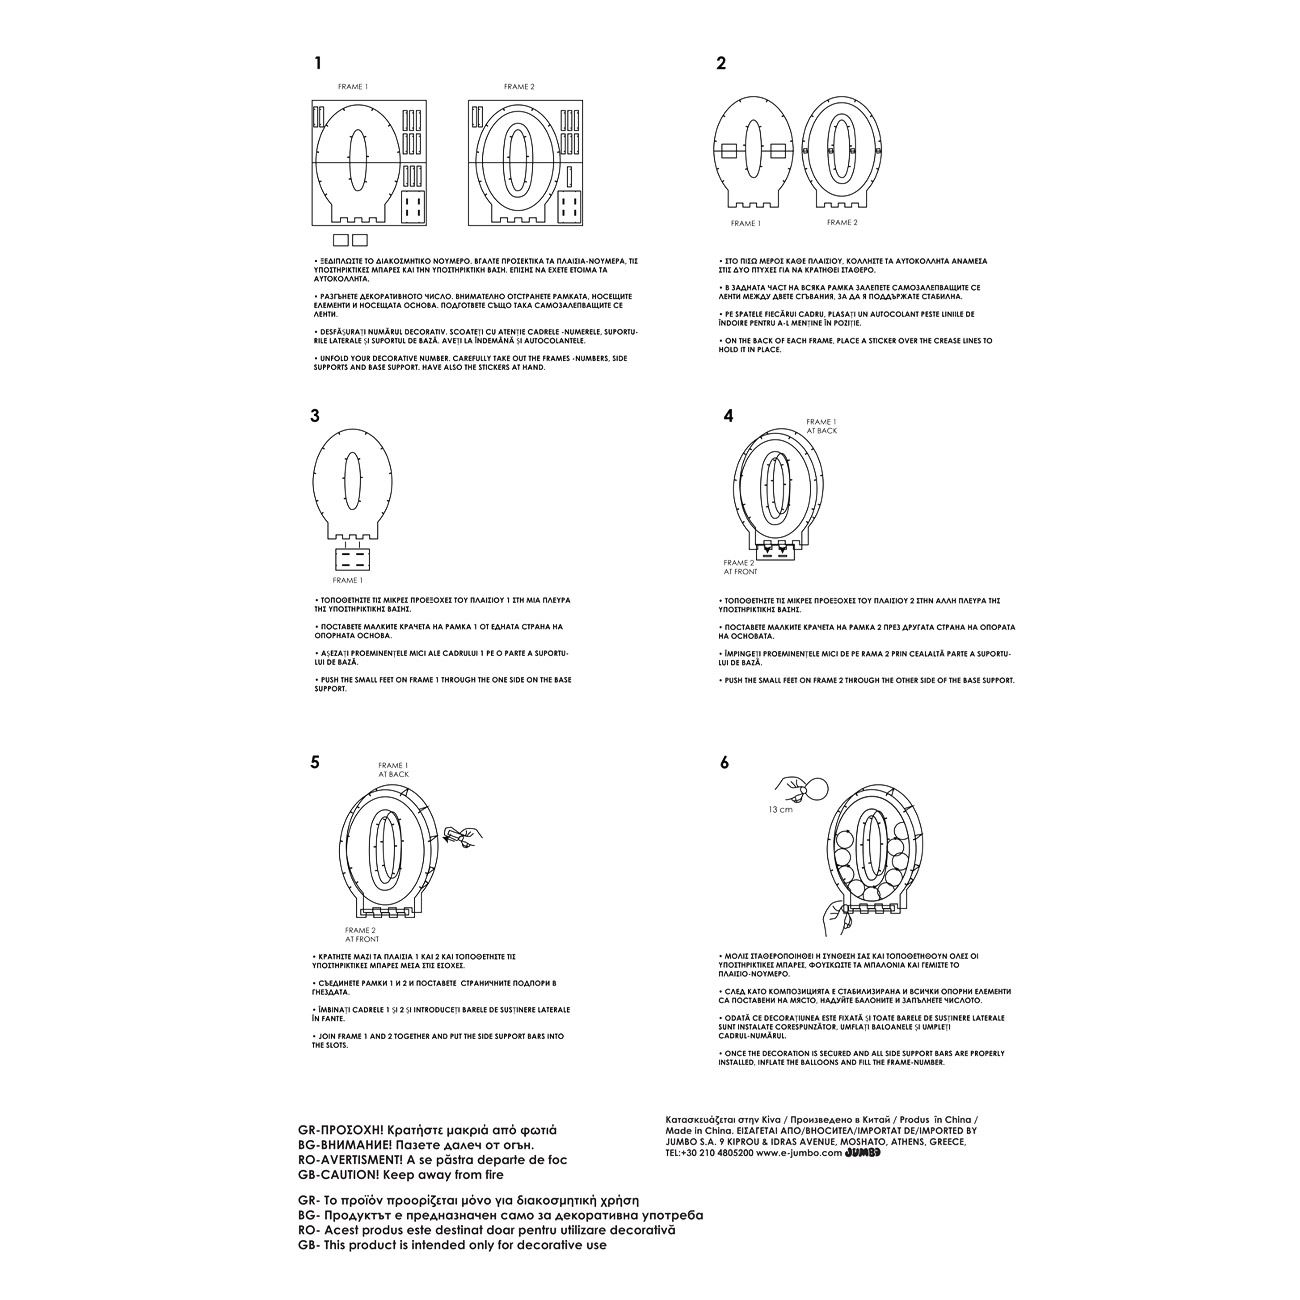 1
FRAME 1
FRAME 2
• ΞΕΔΙΠΛΩΣΤΕ ΤΟ ΔΙΑΚΟΣΜΗΤΙΚΟ ΝΟΥΜΕΡΟ. ΒΓΑΛΤΕ ΠΡΟΣΕΚΤΙΚΑ ΤΑ ΠΛΑΙΣΙΑ-ΝΟΥΜΕΡΑ, ΤΙΣ
ΥΠΟΣΤΗΡΙΚΤΙΚΕΣ ΜΠΑΡΕΣ ΚΑΙ ΤΗΝ ΥΠΟΣΤΗΡΙΚΤΙΚΗ ΒΑΣΗ. ΕΠΙΣΗΣ ΝΑ ΕΧΕΤΕ ΕΤΟΙΜΑ ΤΑ
ΑΥΤΟΚΟΛΛΗΤΑ.
• РАЗГЪНЕТЕ ДЕКОРАТИВНОТО ЧИСЛО. ВНИМАТЕЛНО ОТСТРАНЕТЕ РАМКАТА, НОСЕЩИТЕ
ЕЛЕМЕНТИ И НОСЕЩАТА ОСНОВА. ПОДГОТВЕТЕ СЪЩО ТАКА САМОЗАЛЕПВАЩИТЕ СЕ
ЛЕНТИ.
• DESFĂȘURAȚI NUMĂRUL DECORATIV. SCOATEȚI CU ATENȚIE CADRELE -NUMERELE, SUPORTU-
RILE LATERALE ȘI SUPORTUL DE BAZĂ. AVEȚI LA ÎNDEMÂNĂ ȘI AUTOCOLANTELE.
• UNFOLD YOUR DECORATIVE NUMBER. CAREFULLY TAKE OUT THE FRAMES -NUMBERS, SIDE
SUPPORTS AND BASE SUPPORT. HAVE ALSO THE STICKERS AT HAND.
2
FRAME 1
FRAME 2
• ΣΤΟ ΠΙΣΩ ΜΕΡΟΣ ΚΑΘΕ ΠΛΑΙΣΙΟΥ, ΚΟΛΛΗΣΤΕ ΤΑ ΑΥΤΟΚΟΛΛΗΤΑ ΑΝΑΜΕΣΑ
ΣΤΙΣ ΔΥΟ ΠΤΥΧΕΣ ΓΙΑ ΝΑ ΚΡΑΤΗΘΕΙ ΣΤΑΘΕΡΟ.
• В ЗАДНАТА ЧАСТ НА ВСЯКА РАМКА ЗАЛЕПЕТЕ САМОЗАЛЕПВАЩИТЕ СЕ
ЛЕНТИ МЕЖДУ ДВЕТЕ СГЪВАНИЯ, ЗА ДА Я ПОДДЪРЖАТЕ СТАБИЛНА.
• PE SPATELE FIECĂRUI CADRU, PLASAȚI UN AUTOCOLANT PESTE LINIILE DE
ÎNDOIRE PENTRU A-L MENȚINE ÎN POZIȚIE.
• ON THE BACK OF EACH FRAME, PLACE A STICKER OVER THE CREASE LINES TO
HOLD IT IN PLACE.
3
FRAME 1
• ΤΟΠΟΘΕΤΗΣΤΕ ΤΙΣ ΜΙΚΡΕΣ ΠΡΟΕΞΟΧΕΣ ΤΟΥ ΠΛΑΙΣΙΟΥ 1 ΣΤΗ ΜΙΑ ΠΛΕΥΡΑ
ΤΗΣ ΥΠΟΣΤΗΡΙΚΤΙΚΗΣ ΒΑΣΗΣ.
• ПОСТАВЕТЕ МАЛКИТЕ КРАЧЕТА НА РАМКА 1 ОТ ЕДНАТА СТРАНА НА
ОПОРНАТА ОСНОВА.
• AȘEZAȚI PROEMINENȚELE MICI ALE CADRULUI 1 PE O PARTE A SUPORTU-
LUI DE BAZĂ.
• PUSH THE SMALL FEET ON FRAME 1 THROUGH THE ONE SIDE ON THE BASE
SUPPORT.
4
FRAME 1
AT BACK
FRAME 2
AT FRONT
• ΤΟΠΟΘΕΤΗΣΤΕ ΤΙΣ ΜΙΚΡΕΣ ΠΡΟΕΞΟΧΕΣ ΤΟΥ ΠΛΑΙΣΙΟΥ 2 ΣΤΗΝ ΑΛΛΗ ΠΛΕΥΡΑ ΤΗΣ
ΥΠΟΣΤΗΡΙΚΤΙΚΗΣ ΒΑΣΗΣ.
• ПОСТАВЕТЕ МАЛКИТЕ КРАЧЕТА НА РАМКА 2 ПРЕЗ ДРУГАТА СТРАНА НА ОПОРАТА
НА ОСНОВАТА.
• ÎMPINGEȚI PROEMINENȚELE MICI DE PE RAMA 2 PRIN CEALALTĂ PARTE A SUPORTU-
LUI DE BAZĂ.
• PUSH THE SMALL FEET ON FRAME 2 THROUGH THE OTHER SIDE OF THE BASE SUPPORT.
5
FRAME 1
AT BACK
FRAME 2
AT FRONT
• ΚΡΑΤΗΣΤΕ ΜΑΖΙ ΤΑ ΠΛΑΙΣΙΑ 1 ΚΑΙ 2 ΚΑΙ ΤΟΠΟΘΕΤΗΣΤΕ ΤΙΣ
ΥΠΟΣΤΗΡΙΚΤΙΚΕΣ ΜΠΑΡΕΣ ΜΕΣΑ ΣΤΙΣ ΕΣΟΧΕΣ.
• СЪЕДИНЕТЕ РАМКИ 1 И 2 И ПОСТАВЕТЕ СТРАНИЧНИТЕ ПОДПОРИ В
ГНЕЗДАТА.
• ÎMBINAȚI CADRELE 1 ȘI 2 ȘI INTRODUCEȚI BARELE DE SUSȚINERE LATERALE
ÎN FANTE.
• JOIN FRAME 1 AND 2 TOGETHER AND PUT THE SIDE SUPPORT BARS INTO
THE SLOTS.
6
13 cm
• ΜΟΛΙΣ ΣΤΑΘΕΡΟΠΟΙΗΘΕΙ Η ΣΥΝΘΕΣΗ ΣΑΣ ΚΑΙ ΤΟΠΟΘΕΤΗΘΟΥΝ ΟΛΕΣ ΟΙ
ΥΠΟΣΤΗΡΙΚΤΙΚΕΣ ΜΠΑΡΕΣ, ΦΟΥΣΚΩΣΤΕ ΤΑ ΜΠΑΛΟΝΙΑ ΚΑΙ ΓΕΜΙΣΤΕ ΤΟ
ΠΛΑΙΣΙΟ-ΝΟΥΜΕΡΟ.
• СЛЕД КАТО КОМПОЗИЦИЯТА Е СТАБИЛИЗИРАНА И ВСИЧКИ ОПОРНИ ЕЛЕМЕНТИ
СА ПОСТАВЕНИ НА МЯСТО, НАДУЙТЕ БАЛОНИТЕ И ЗАПЪЛНЕТЕ ЧИСЛОТО.
• ODATĂ CE DECORAȚIUNEA ESTE FIXATĂ ȘI TOATE BARELE DE SUSȚINERE LATERALE
SUNT INSTALATE CORESPUNZĂTOR, UMFLAȚI BALOANELE ȘI UMPLEȚI
CADRUL-NUMĂRUL.
• ONCE THE DECORATION IS SECURED AND ALL SIDE SUPPORT BARS ARE PROPERLY
INSTALLED, INFLATE THE BALLOONS AND FILL THE FRAME-NUMBER.
GR-ΠΡΟΣΟΧΗ! Κρατήστε μακριά από φωτιά
BG-ВНИМАНИЕ! Пазете далеч от огън.
RO-AVERTISMENT! A se păstra departe de foc
GB-CAUTION! Keep away from fire
GR- Το προϊόν προορίζεται μόνο για διακοσμητική χρήση
BG- Продуктът е предназначен само за декоративна употреба
RO- Acest produs este destinat doar pentru utilizare decorativă
GB- This product is intended only for decorative use
Κατασκευάζεται στην Κίνα / Произведено в Китай / Produs în China /
Made in China. ΕΙΣΑΓΕΤΑΙ ΑΠΟ/ВНОСИТЕЛ/IMPORTAT DE/IMPORTED BY
JUMBO S.A. 9 KIPROU & IDRAS AVENUE, MOSHATO, ATHENS, GREECE,
TEL:+30 210 4805200 www.e-jumbo.com JUMBO